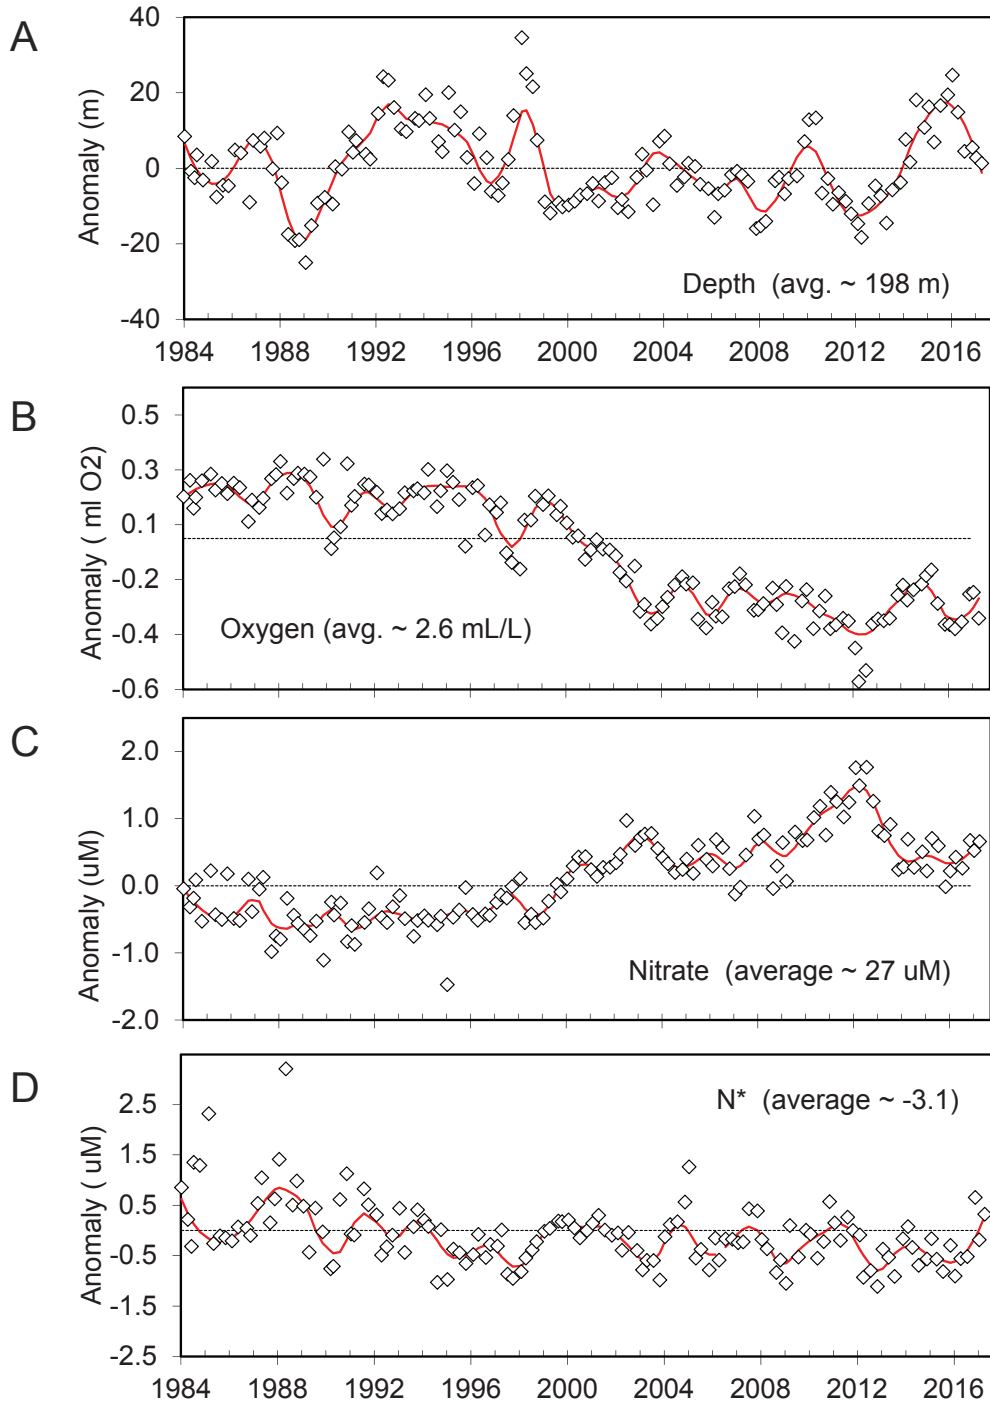 A
40
20
0
-20
-40
Anomaly (m)
Depth (avg. ~ 198 m)
1984 1988 1992 1996 2000 2004 2008 2012 2016
B
0.5
0.3
0.1
-0.2
-0.4
-0.6
Anomaly ( ml O2)
Oxygen (avg. ~ 2.6 mL/L)
C
2.0
1.0
0.0
-1.0
-2.0
Anomaly (uM)
Nitrate (average ~ 27 uM)
D
2.5
1.5
0.5
-0.5
-1.5
-2.5
Anomaly ( uM)
N* (average ~ -3.1)
1984 1988 1992 1996 2000 2004 2008 2012 2016